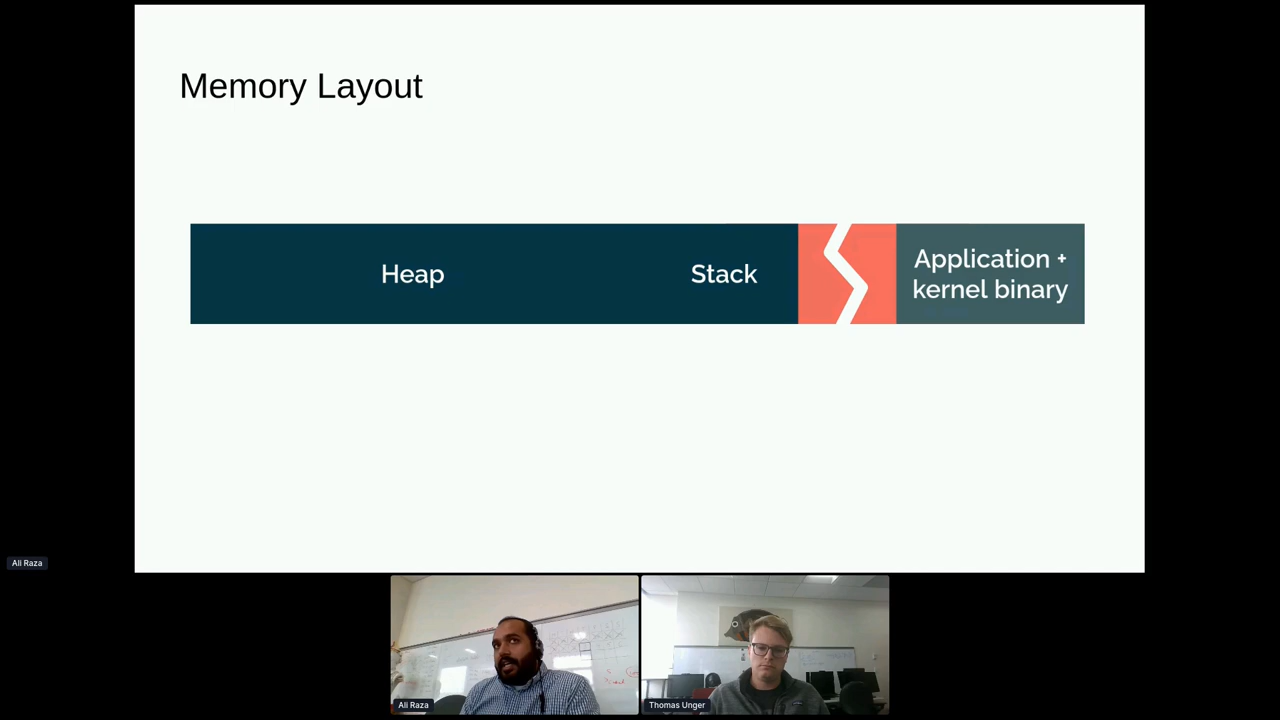 Memory Layout
Heap
Stack
Application +
kernel binary
Ali Raza
Ali Raza
Thomas Unger